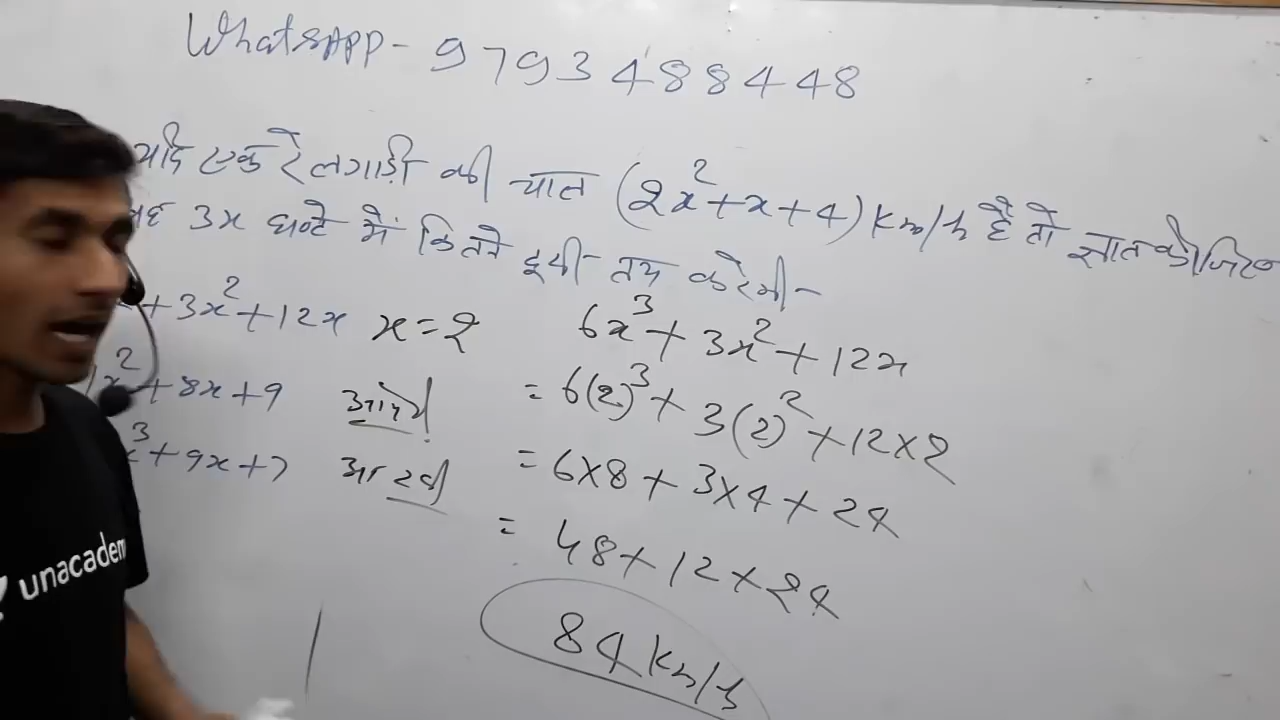 WhatsAPP - 9793488448
यदि एक रेलगाड़ी की चाल (2x²+x+4) km/h है तो ज्ञात कीजिए
वह 3x घण्टे में कितनी दूरी तय करेगी-
+3x²+12x x=2
x²+8x+9
x³+9x+7
6x³+3x²+12x
= 6(2)³+3(2)²+12×2
= 6×8+3×4+24
= 48+12+24
84 km/h
unacadem